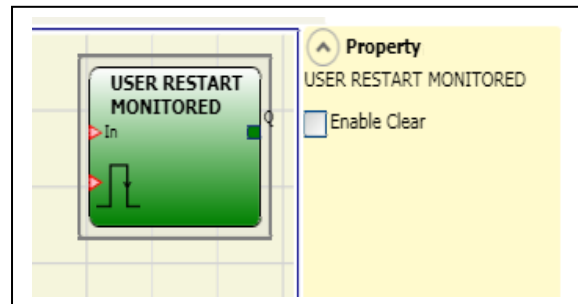 USER RESTART
MONITORED
In
Q
Property
USER RESTART MONITORED
Enable Clear